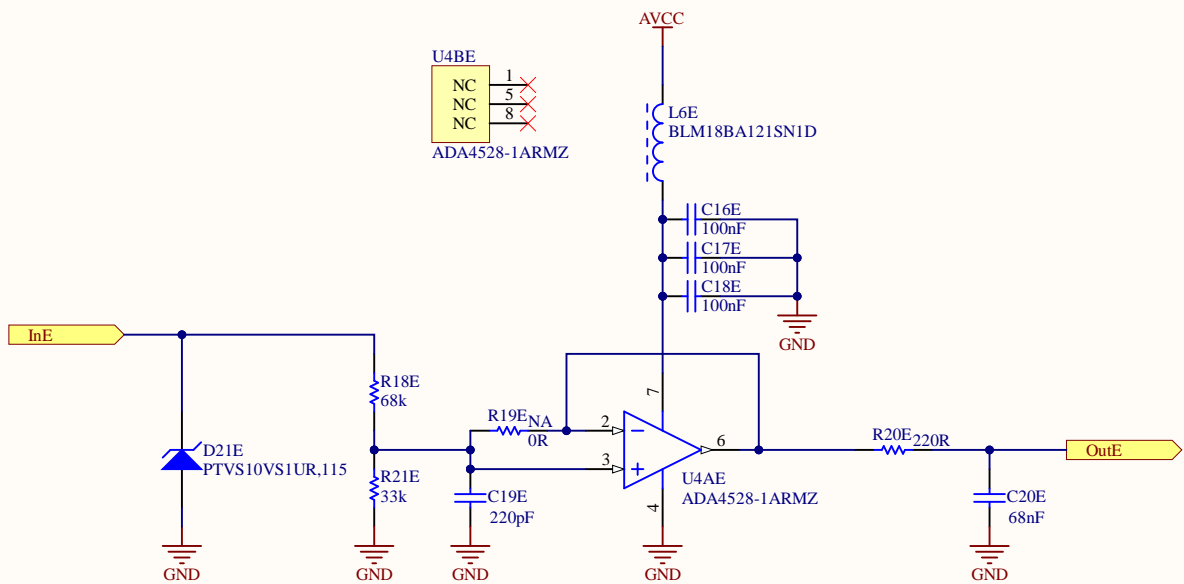 AVCC
U4BE
NC 1
NC 5
NC 8
ADA4528-1ARMZ
L6E
BLM18BA121SN1D
C16E
100nF
C17E
100nF
C18E
100nF
GND
InE
R18E
68k
7
R19E NA
0R
2
3
6
4
D21E
PTVS10VS1UR,115
R21E
33k
C19E
220pF
U4AE
ADA4528-1ARMZ
R20E 220R
OutE
C20E
68nF
GND
GND
GND
GND
GND